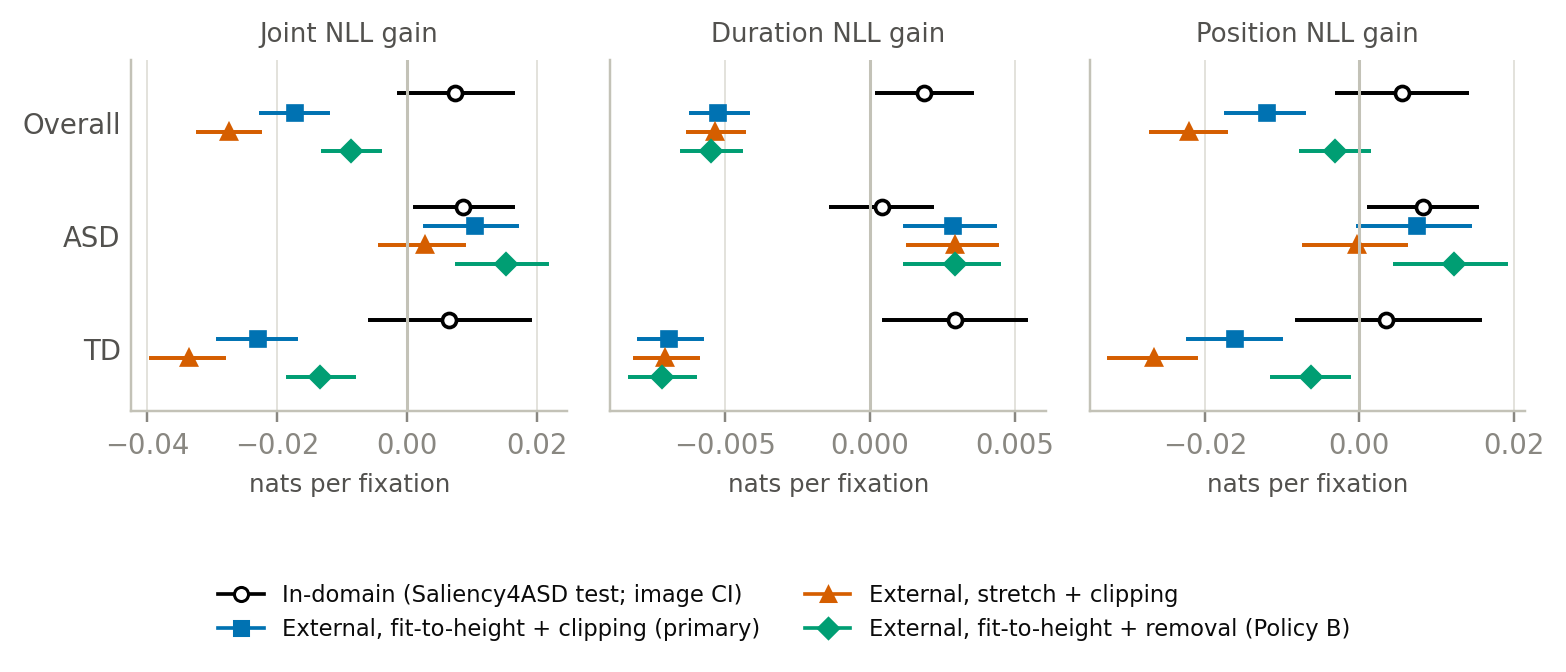 Joint NLL gain
Duration NLL gain
Position NLL gain
Overall
ASD
TD
−0.04 −0.02 0.00 0.02
−0.005 0.000 0.005
−0.02 0.00 0.02
nats per fixation
nats per fixation
nats per fixation
In-domain (Saliency4ASD test; image CI)
External, fit-to-height + clipping (primary)
External, stretch + clipping
External, fit-to-height + removal (Policy B)